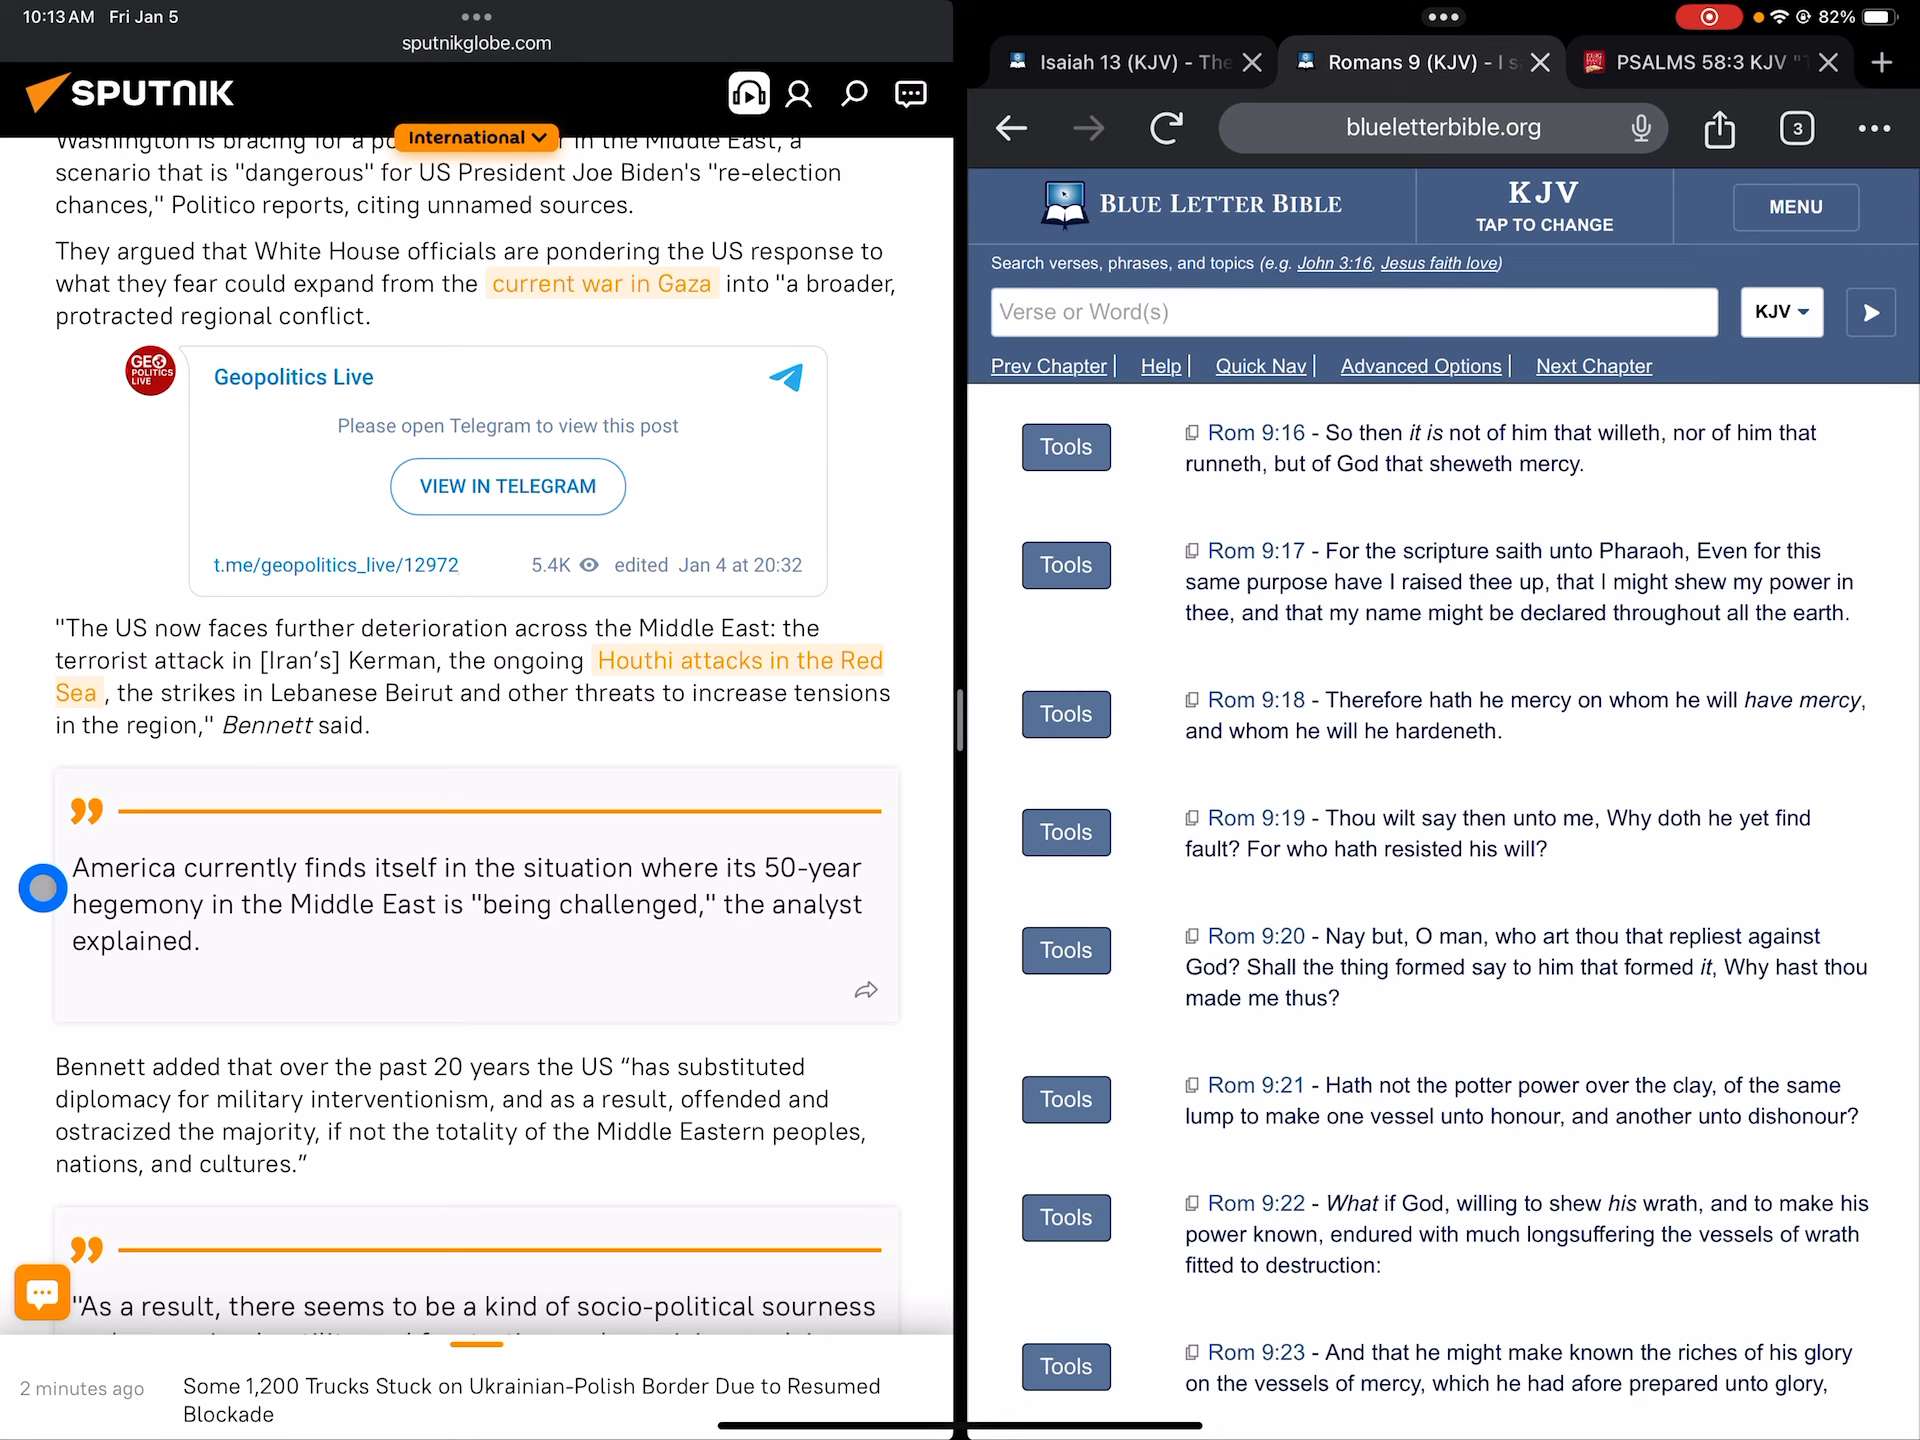 10:13 AM Fri Jan 5
sputnikglobe.com
SPUTNIK
International
Washington is bracing for a in the Middle East, a
scenario that is "dangerous" for US President Joe Biden's "re-election
chances," Politico reports, citing unnamed sources.
They argued that White House officials are pondering the US response to
what they fear could expand from the current war in Gaza into "a broader,
protracted regional conflict.
GEO
POLITICS
LIVE
Geopolitics Live
Please open Telegram to view this post
VIEW IN TELEGRAM
t.me/geopolitics_live/12972 5.4K edited Jan 4 at 20:32
"The US now faces further deterioration across the Middle East: the
terrorist attack in [Iran's] Kerman, the ongoing Houthi attacks in the Red
Sea , the strikes in Lebanese Beirut and other threats to increase tensions
in the region," Bennett said.
America currently finds itself in the situation where its 50-year
hegemony in the Middle East is "being challenged," the analyst
explained.
Bennett added that over the past 20 years the US “has substituted
diplomacy for military interventionism, and as a result, offended and
ostracized the majority, if not the totality of the Middle Eastern peoples,
nations, and cultures.”
"As a result, there seems to be a kind of socio-political sourness
2 minutes ago Some 1,200 Trucks Stuck on Ukrainian-Polish Border Due to Resumed
Blockade
82%
Isaiah 13 (KJV) - The
Romans 9 (KJV) - I s
PSALMS 58:3 KJV "
blueletterbible.org
3
BLUE LETTER BIBLE
KJV
TAP TO CHANGE
MENU
Search verses, phrases, and topics (e.g. John 3:16, Jesus faith love)
Verse or Word(s)
KJV
Prev Chapter | Help | Quick Nav | Advanced Options | Next Chapter
Tools
Rom 9:16 - So then it is not of him that willeth, nor of him that
runneth, but of God that sheweth mercy.
Tools
Rom 9:17 - For the scripture saith unto Pharaoh, Even for this
same purpose have I raised thee up, that I might shew my power in
thee, and that my name might be declared throughout all the earth.
Tools
Rom 9:18 - Therefore hath he mercy on whom he will have mercy,
and whom he will he hardeneth.
Tools
Rom 9:19 - Thou wilt say then unto me, Why doth he yet find
fault? For who hath resisted his will?
Tools
Rom 9:20 - Nay but, O man, who art thou that repliest against
God? Shall the thing formed say to him that formed it, Why hast thou
made me thus?
Tools
Rom 9:21 - Hath not the potter power over the clay, of the same
lump to make one vessel unto honour, and another unto dishonour?
Tools
Rom 9:22 - What if God, willing to shew his wrath, and to make his
power known, endured with much longsuffering the vessels of wrath
fitted to destruction:
Tools
Rom 9:23 - And that he might make known the riches of his glory
on the vessels of mercy, which he had afore prepared unto glory,